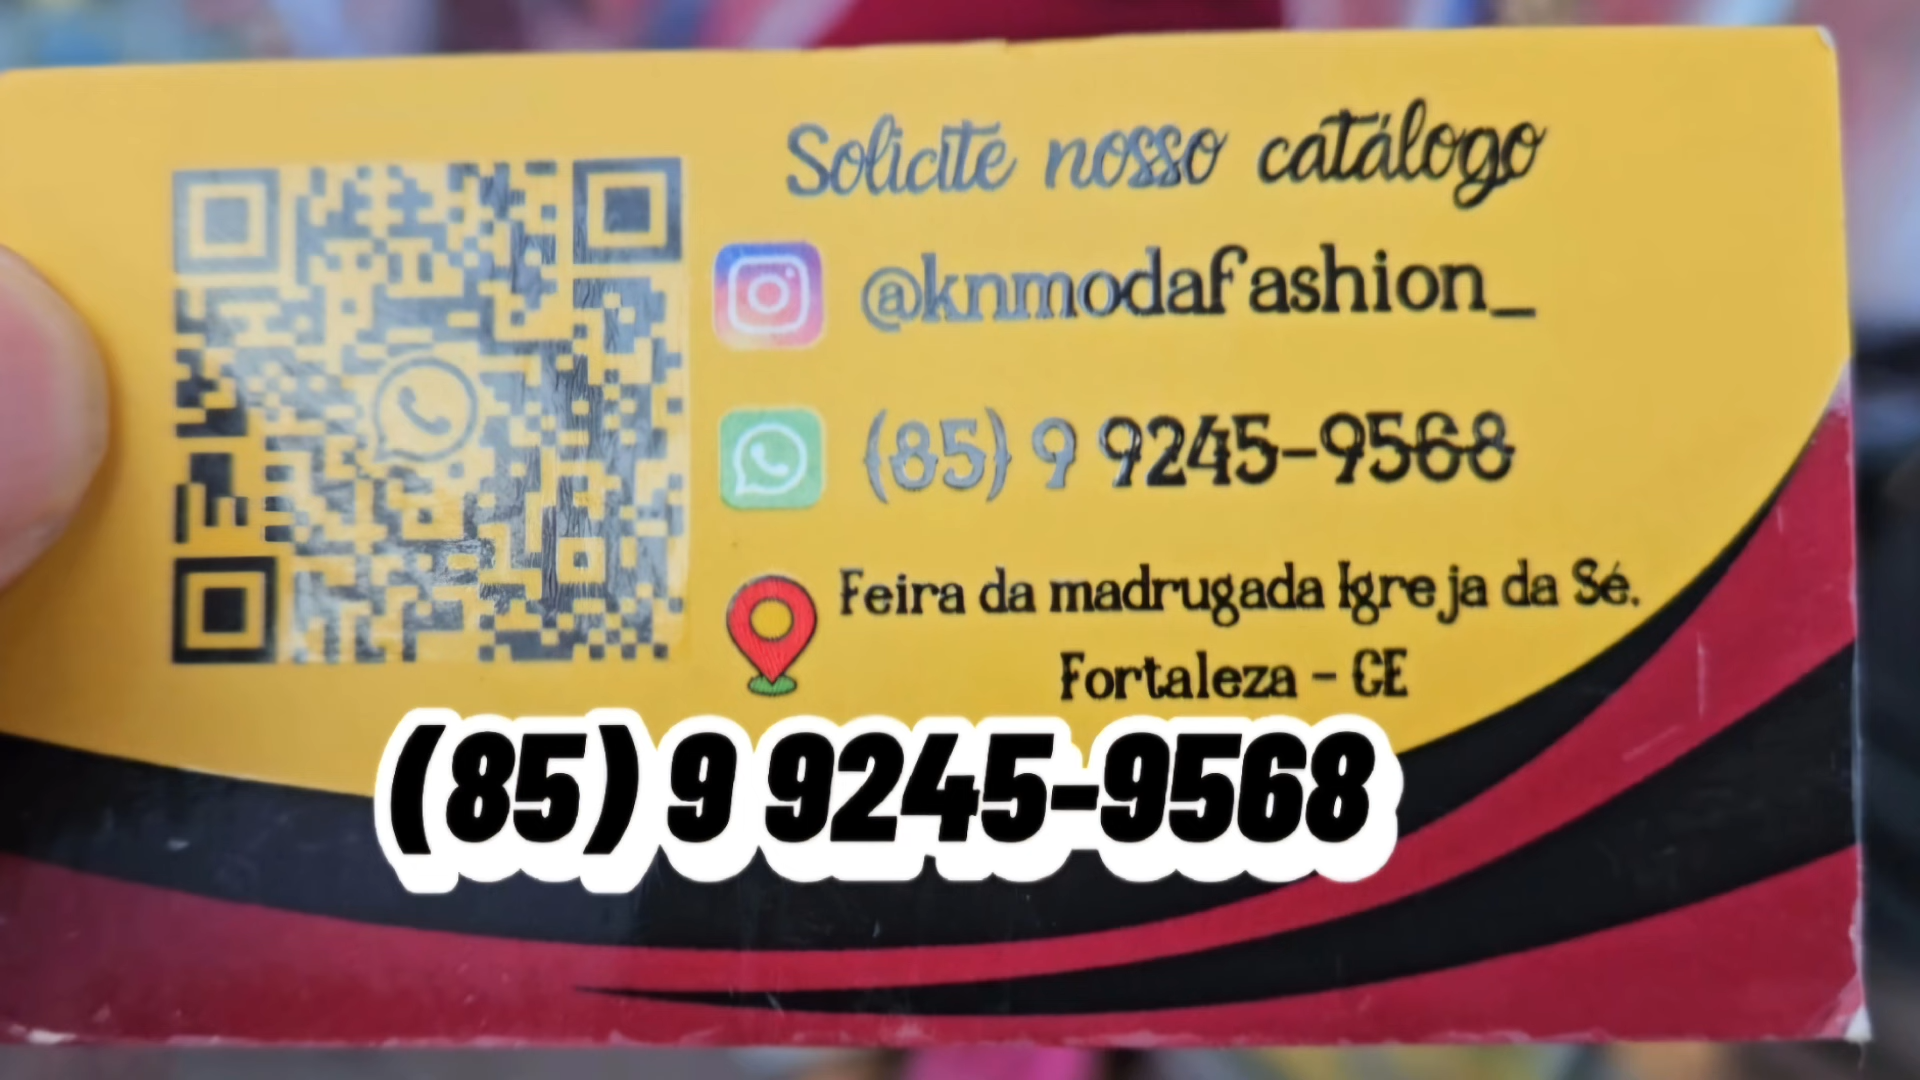 Solicite nosso catálogo
@knmodafashion_
(85) 9 9245-9568
Feira da madrugada Igreja da Sé.
Fortaleza - CE
(85) 9 9245-9568